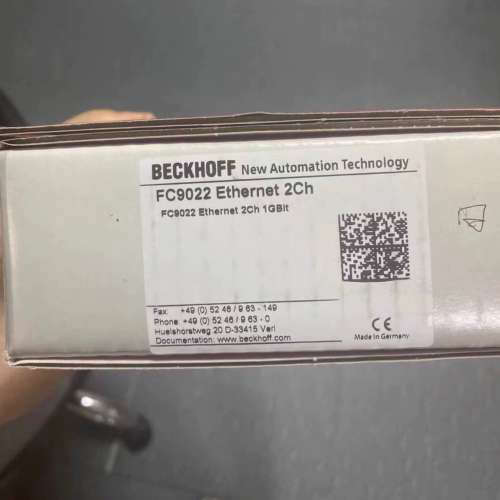 BECKHOFF New Automation Technology
FC9022 Ethernet 2Ch
FC9022 Ethernet 2Ch 1GBit
Fax: +49 (0) 52 46 / 9 63 - 149
Phone: +49 (0) 52 46 / 9 63 - 0
Huelshorstweg 20 D-33415 Verl
Documentation: www.beckhoff.com
CE
Made in Germany